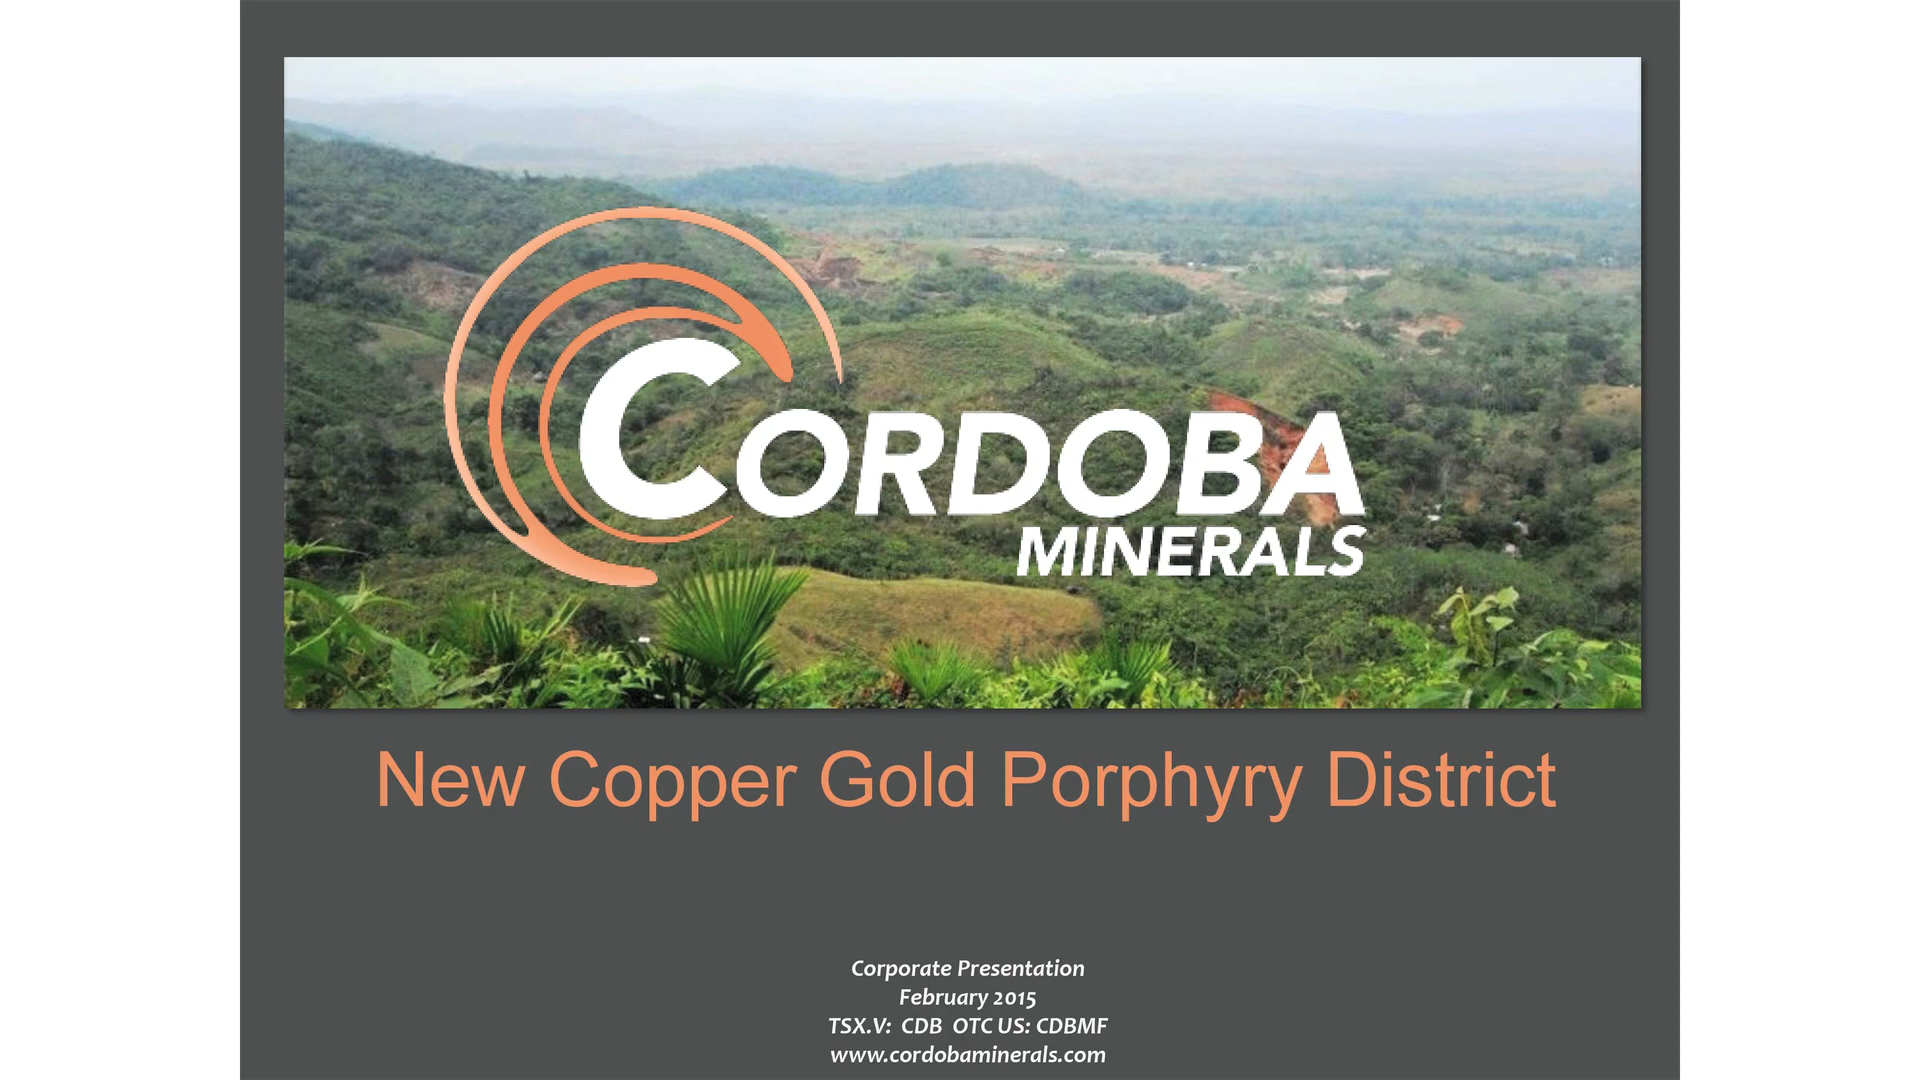 CORDOBA
MINERALS
New Copper Gold Porphyry District
Corporate Presentation
February 2015
TSX.V: CDB OTC US: CDBMF
www.cordobaminerals.com